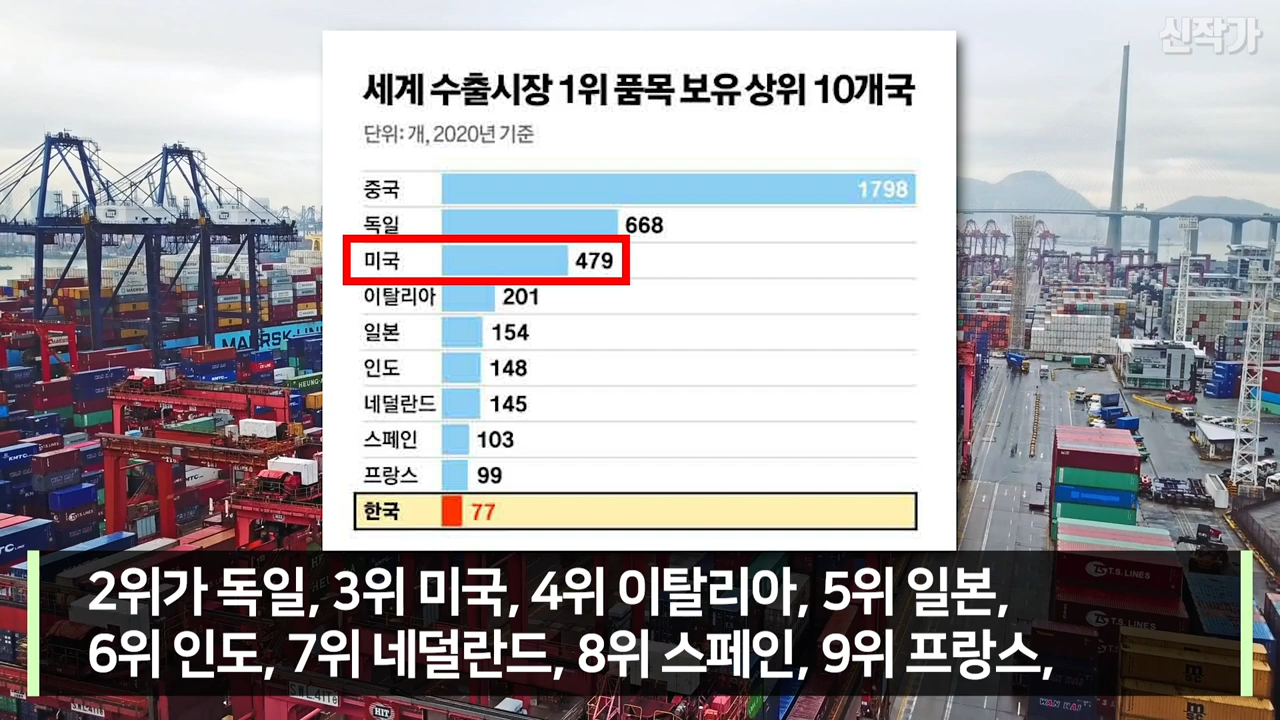 신작가
세계 수출시장 1위 품목 보유 상위 10개국
단위: 개, 2020년 기준
중국 1798
독일 668
미국 479
이탈리아 201
일본 154
인도 148
네덜란드 145
스페인 103
프랑스 99
한국 77
MAERSK LINE
T.S. LINES
T.S. LINES
HIT
2위가 독일, 3위 미국, 4위 이탈리아, 5위 일본,
6위 인도, 7위 네덜란드, 8위 스페인, 9위 프랑스,